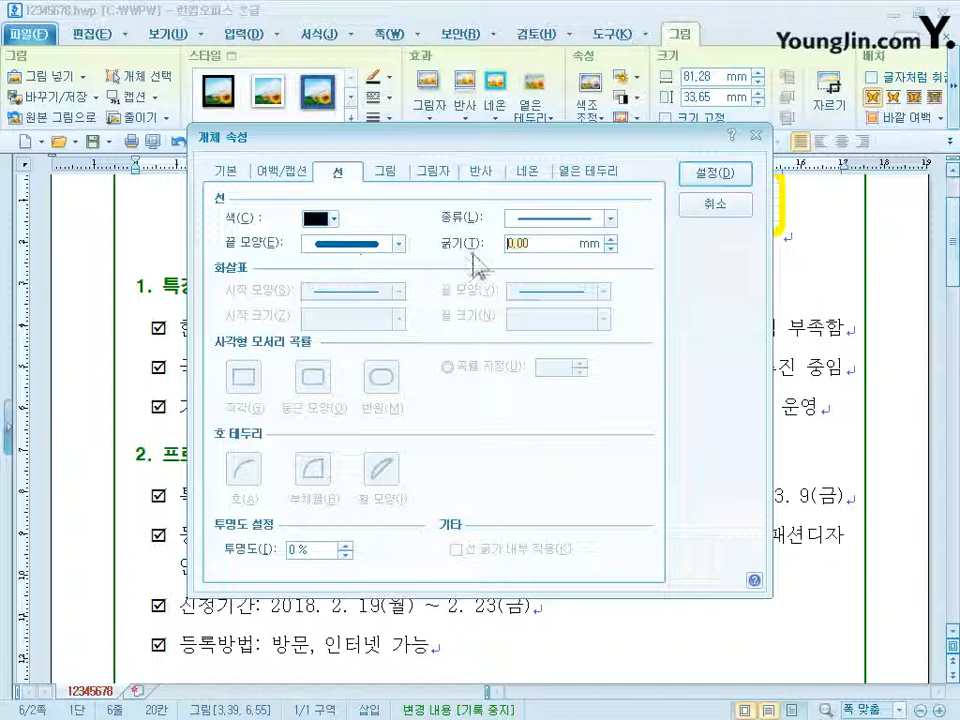 12345678.hwp [C:\WWPW] - 한컴오피스 한글
파일(F) 편집(E) 보기(U) 입력(D) 서식(J) 쪽(W) 보안(R) 검토(H) 도구(K) 그림
YoungJin.com Y.
그림 스타일 효과 속성 크기 배치
그림 넣기 개체 선택
81,28 mm 글자처럼 취급
바꾸기/저장 캡션
33,65 mm
그림자 반사 네온 옅은 테두리 색조 조정 자르기
원본 그림으로 줄이기 크기 고정 바깥 여백
개체 속성
기본 여백/캡션 선 그림 그림자 반사 네온 옅은 테두리 설정(D)
취소
선
색(C): 종류(L):
끝 모양(E): 굵기(T): 0,00 mm
화살표
시작 모양(S): 끝 모양(Y):
시작 크기(Z) 끝 크기(N)
사각형 모서리 곡률
곡률 지정(U):
직각(G) 둥근 모양(O) 반원(M)
호 테두리
호(A) 부채꼴(B) 활 모양(I)
투명도 설정 기타
투명도(I): 0 % 선 굵기 내부 적용(K)
1 16 17 18 19
1. 특
부족함
진 중임
운영
2. 프로
3. 9(금)
패션디자
신청기간: 2018. 2. 19(월) ~ 2. 23(금)
등록방법: 방문, 인터넷 가능
12345678
6/2쪽 1단 6줄 20칸 그림[3,39, 6,55] 1/1 구역 삽입 변경 내용 [기록 중지] 폭 맞춤